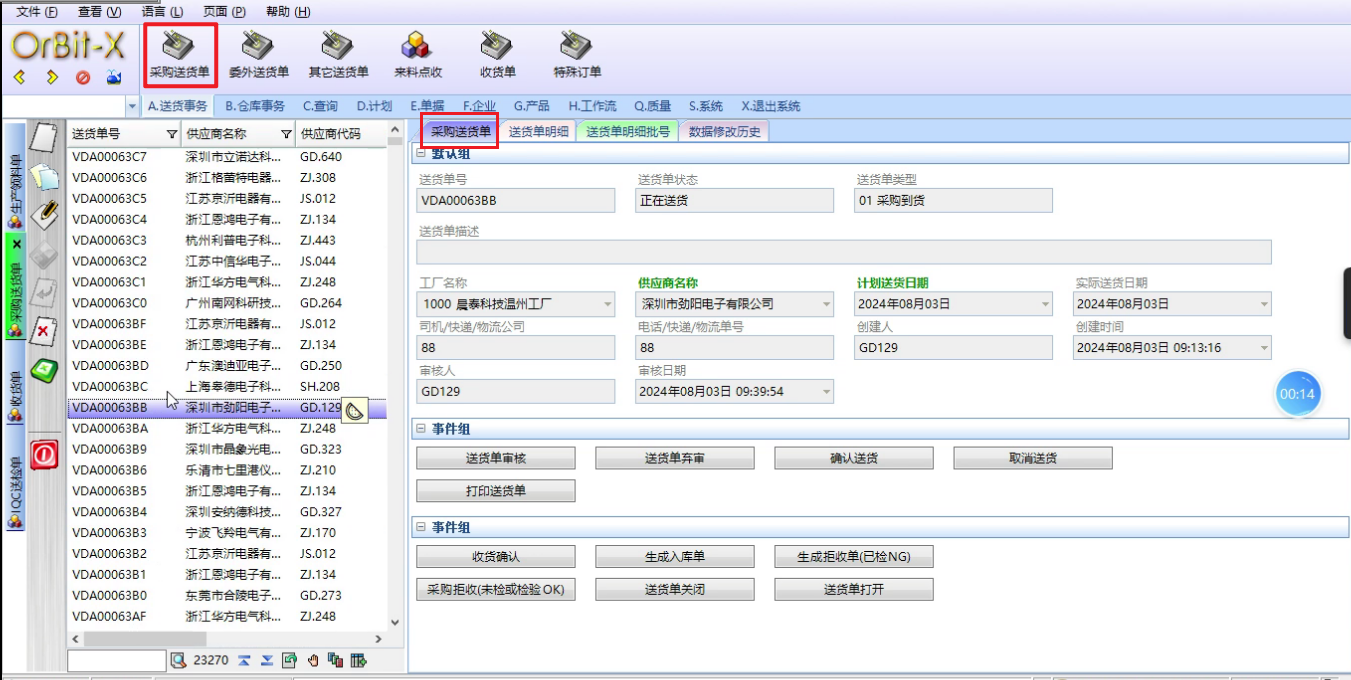 文件 (F) 查看 (V) 语言 (L) 页面 (P) 帮助 (H)
OrBit-X
采购送货单 委外送货单 其它送货单 来料点收 收货单 特殊订单
A.送货事务 B.仓库事务 C.查询 D.计划 E.单据 F.企业 G.产品 H.工作流 Q.质量 S.系统 X.退出系统
生产领料单
采购送货单
收货单
IQC送检单
送货单号 供应商名称 供应商代码
VDA00063C7 深圳市立诺达科... GD.640
VDA00063C6 浙江格蕾特电器... ZJ.308
VDA00063C5 江苏京沂电器有... JS.012
VDA00063C4 浙江恩鸿电子有... ZJ.134
VDA00063C3 杭州利普电子科... ZJ.443
VDA00063C2 江苏中信华电子... JS.044
VDA00063C1 浙江华方电气科... ZJ.248
VDA00063C0 广州南网科研技... GD.264
VDA00063BF 江苏京沂电器有... JS.012
VDA00063BE 浙江恩鸿电子有... ZJ.134
VDA00063BD 广东澳迪亚电子... GD.250
VDA00063BC 上海皋德电子科... SH.208
VDA00063BB 深圳市劲阳电子... GD.129
VDA00063BA 浙江华方电气科... ZJ.248
VDA00063B9 深圳市晶象光电... GD.323
VDA00063B6 乐清市七里港仪... ZJ.210
VDA00063B5 浙江恩鸿电子有... ZJ.134
VDA00063B4 深圳安纳德科技... GD.327
VDA00063B3 宁波飞羚电气有... ZJ.170
VDA00063B2 江苏京沂电器有... JS.012
VDA00063B1 浙江恩鸿电子有... ZJ.134
VDA00063B0 东莞市合陵电子... GD.273
VDA00063AF 浙江华方电气科... ZJ.248
23270
采购送货单 送货单明细 送货单明细批号 数据修改历史
默认组
送货单号 送货单状态 送货单类型
VDA00063BB 正在送货 01 采购到货
送货单描述
工厂名称 供应商名称 计划送货日期 实际送货日期
1000 晨泰科技温州工厂 深圳市劲阳电子有限公司 2024年08月03日 2024年08月03日
司机/快递/物流公司 电话/快递/物流单号 创建人 创建时间
88 88 GD129 2024年08月03日 09:13:16
审核人 审核日期
GD129 2024年08月03日 09:39:54
00:14
事件组
送货单审核 送货单弃审 确认送货 取消送货
打印送货单
事件组
收货确认 生成入库单 生成拒收单(已检NG)
采购拒收(未检或检验OK) 送货单关闭 送货单打开